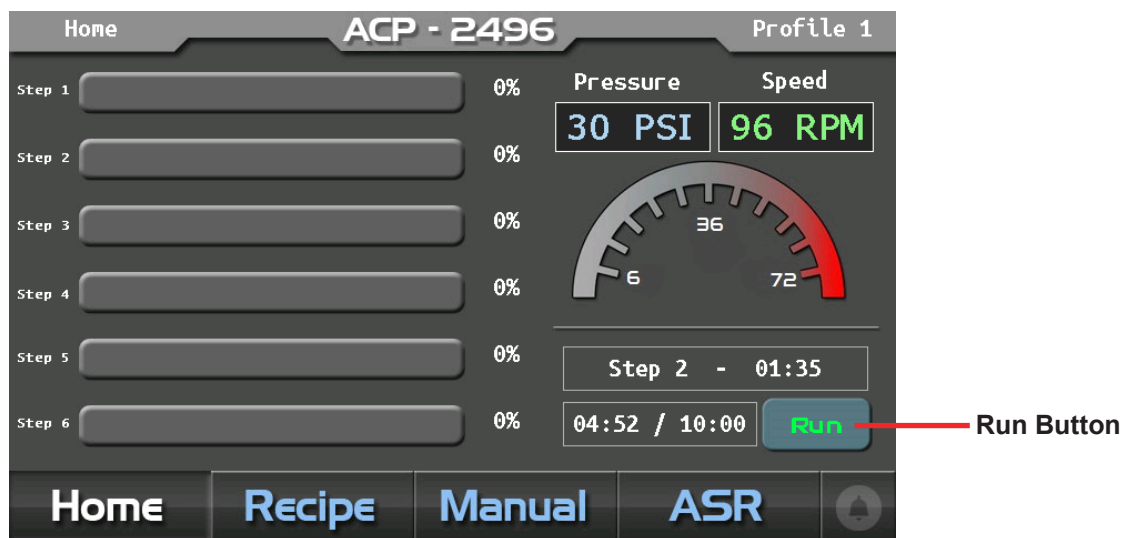 Home ACP - 2496 Profile 1
Step 1 0%
Step 2 0%
Step 3 0%
Step 4 0%
Step 5 0%
Step 6 0%
Pressure Speed
30 PSI 96 RPM
36
6 72
Step 2 - 01:35
04:52 / 10:00 Run
Run Button
Home Recipe Manual ASR